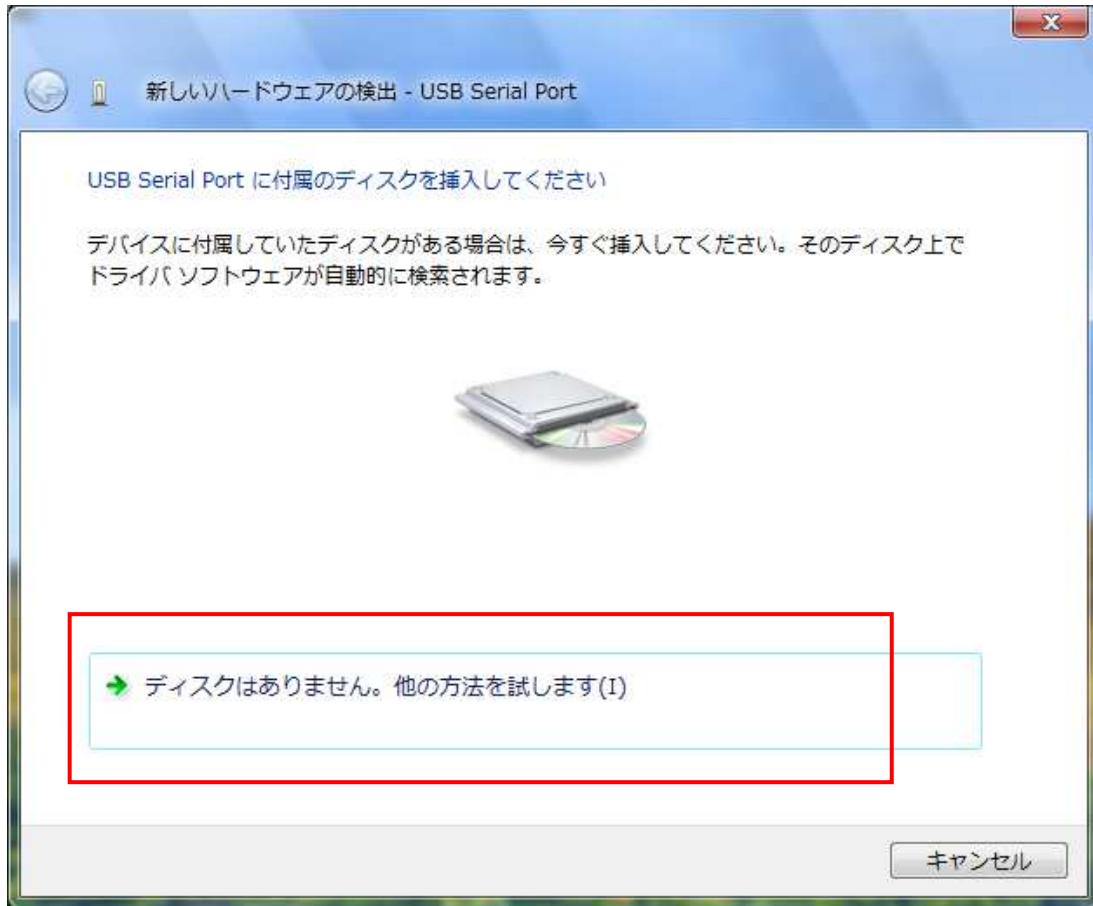 新しいハードウェアの検出 - USB Serial Port
USB Serial Port に付属のディスクを挿入してください
デバイスに付属していたディスクがある場合は、今すぐ挿入してください。そのディスク上で
ドライバ ソフトウェアが自動的に検索されます。
ディスクはありません。他の方法を試します(I)
キャンセル